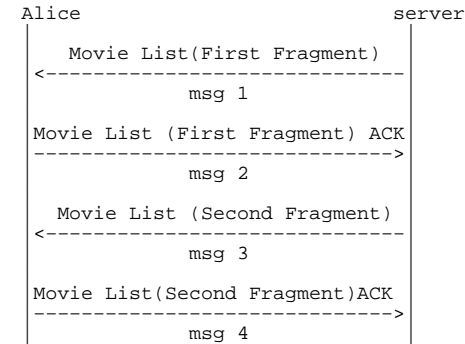 Alice server
Movie List(First Fragment)
<------------------------------
msg 1
Movie List (First Fragment) ACK
------------------------------>
msg 2
Movie List (Second Fragment)
<------------------------------
msg 3
Movie List(Second Fragment)ACK
------------------------------>
msg 4